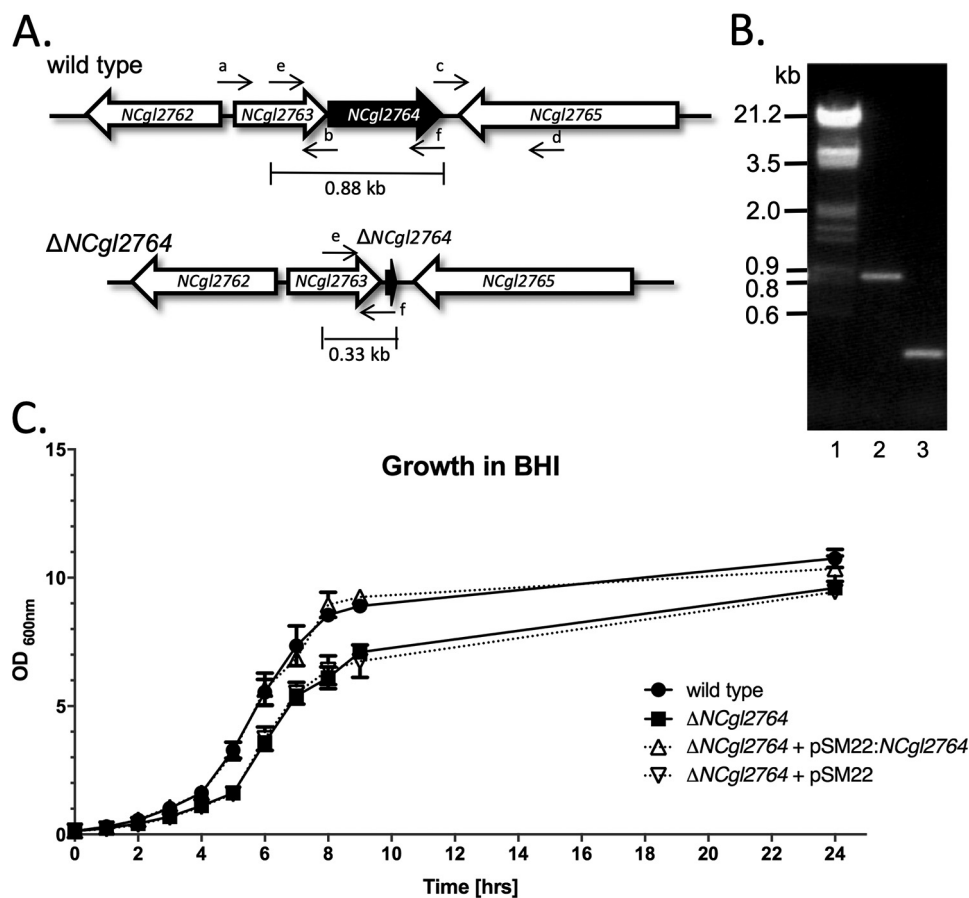 A.
wild type
a e c
NCgl2762 NCgl2763 NCgl2764 NCgl2765
b f d
0.88 kb
ΔNCgl2764
e ΔNCgl2764
NCgl2762 NCgl2763 NCgl2765
f
0.33 kb
B.
kb
21.2
3.5
2.0
0.9
0.8
0.6
1 2 3
C.
Growth in BHI
15
10
5
0
OD 600nm
0 2 4 6 8 10 12 14 16 18 20 22 24
Time [hrs]
wild type
ΔNCgl2764
ΔNCgl2764 + pSM22:NCgl2764
ΔNCgl2764 + pSM22